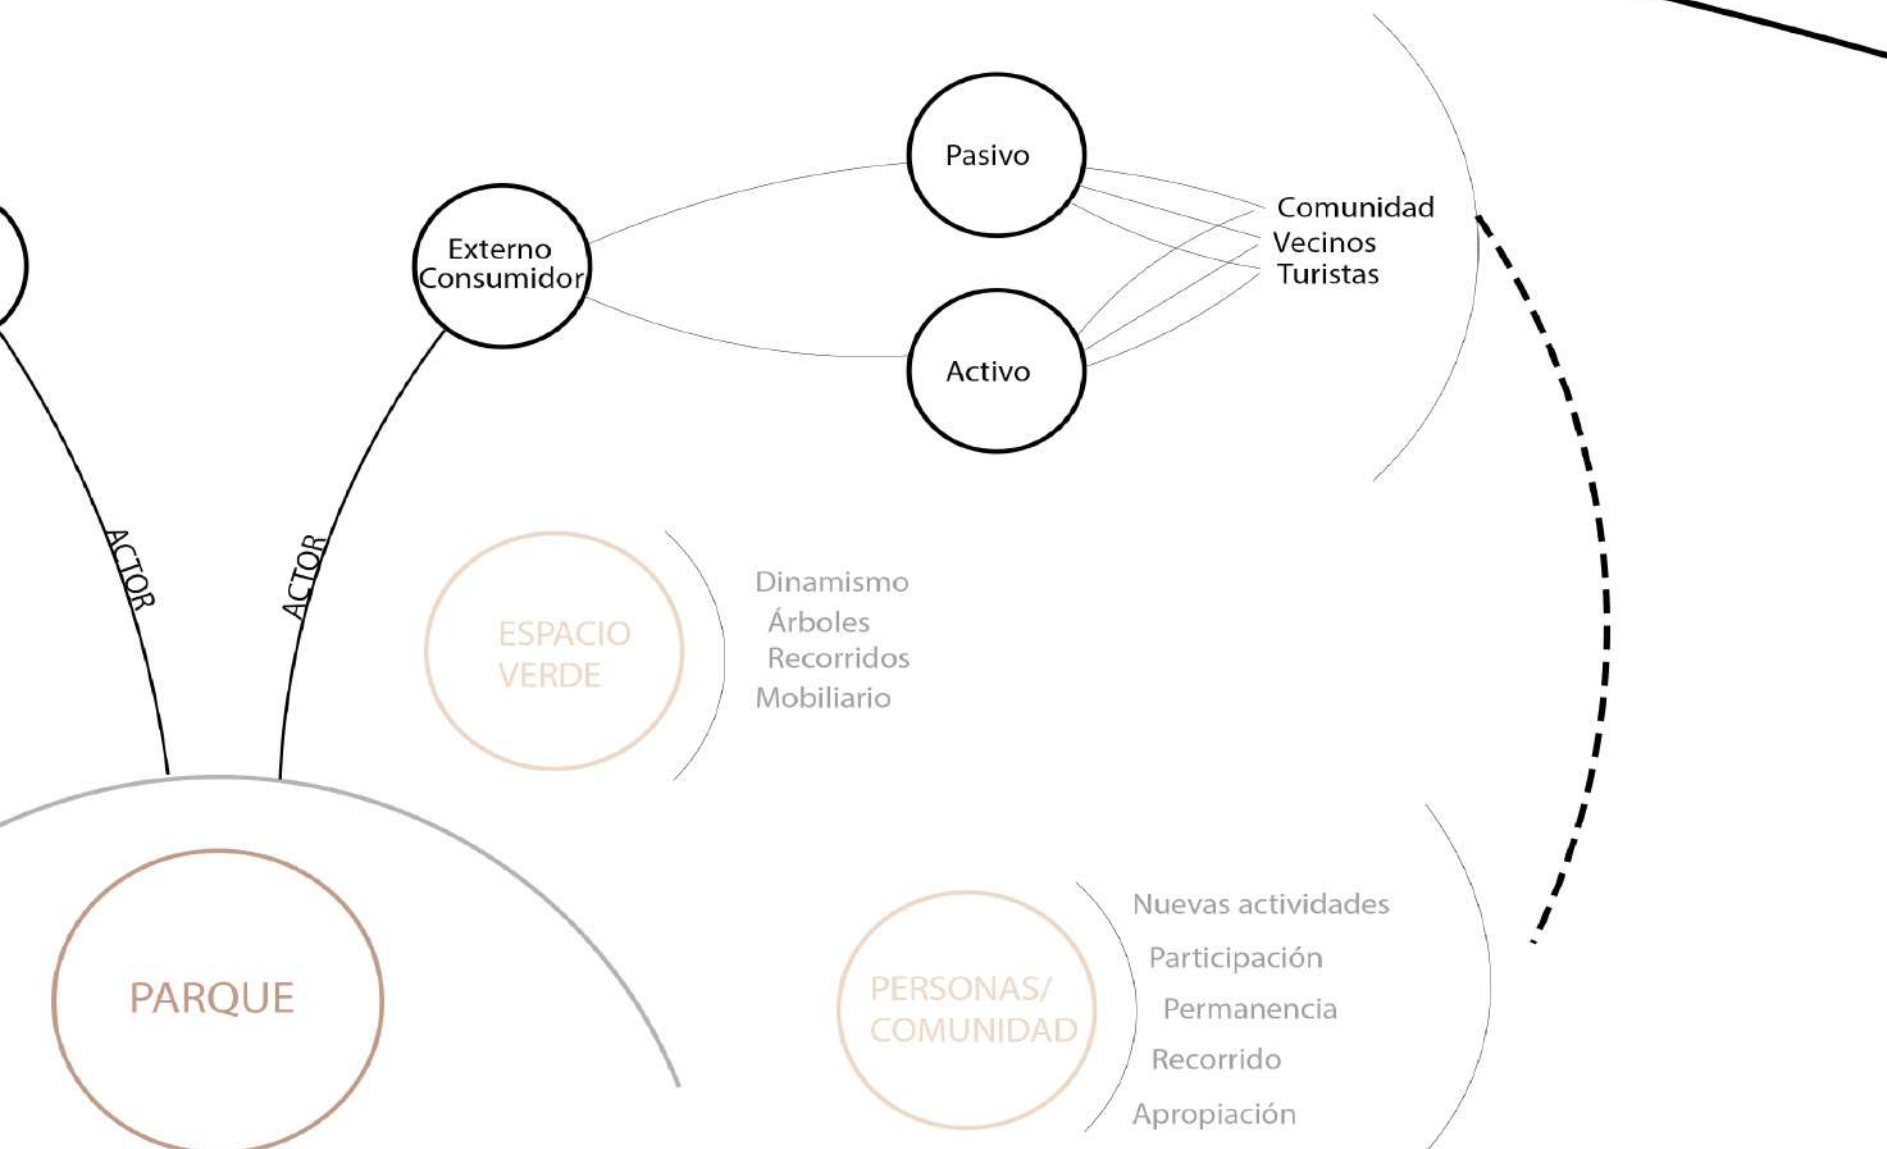 Pasivo
Comunidad
Vecinos
Turistas
Externo
Consumidor
Activo
ACTOR
ACTOR
ESPACIO
VERDE
Dinamismo
Árboles
Recorridos
Mobiliario
PARQUE
PERSONAS/
COMUNIDAD
Nuevas actividades
Participación
Permanencia
Recorrido
Apropiación